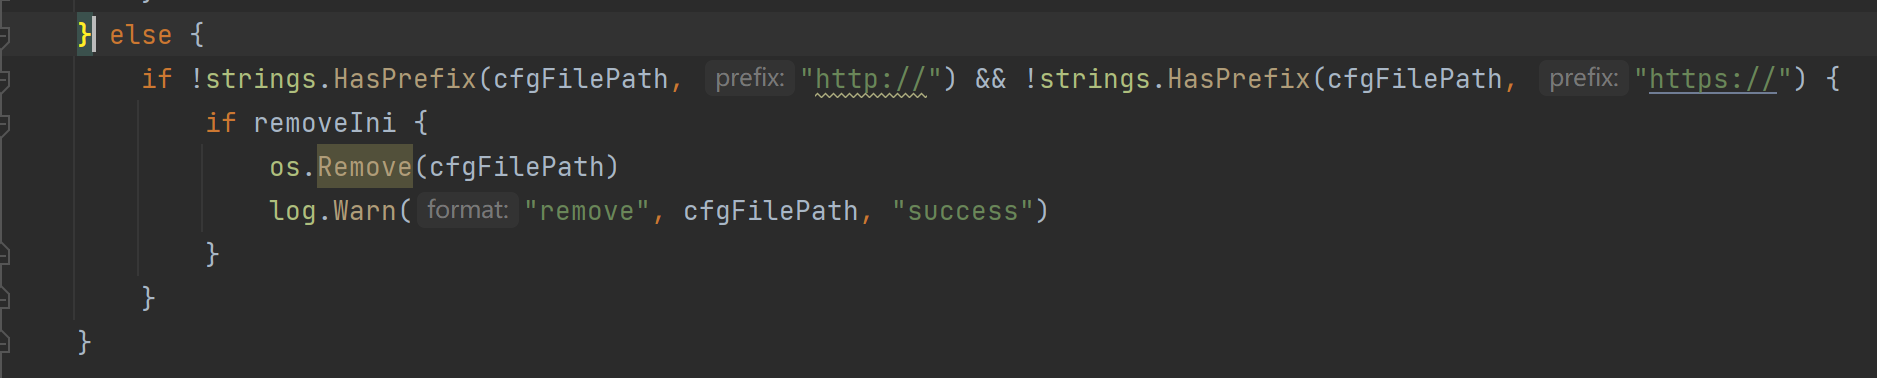 } else {
if !strings.HasPrefix(cfgFilePath, prefix: "http://") && !strings.HasPrefix(cfgFilePath, prefix: "https://") {
if removeIni {
os.Remove(cfgFilePath)
log.Warn( format: "remove", cfgFilePath, "success")
}
}
}